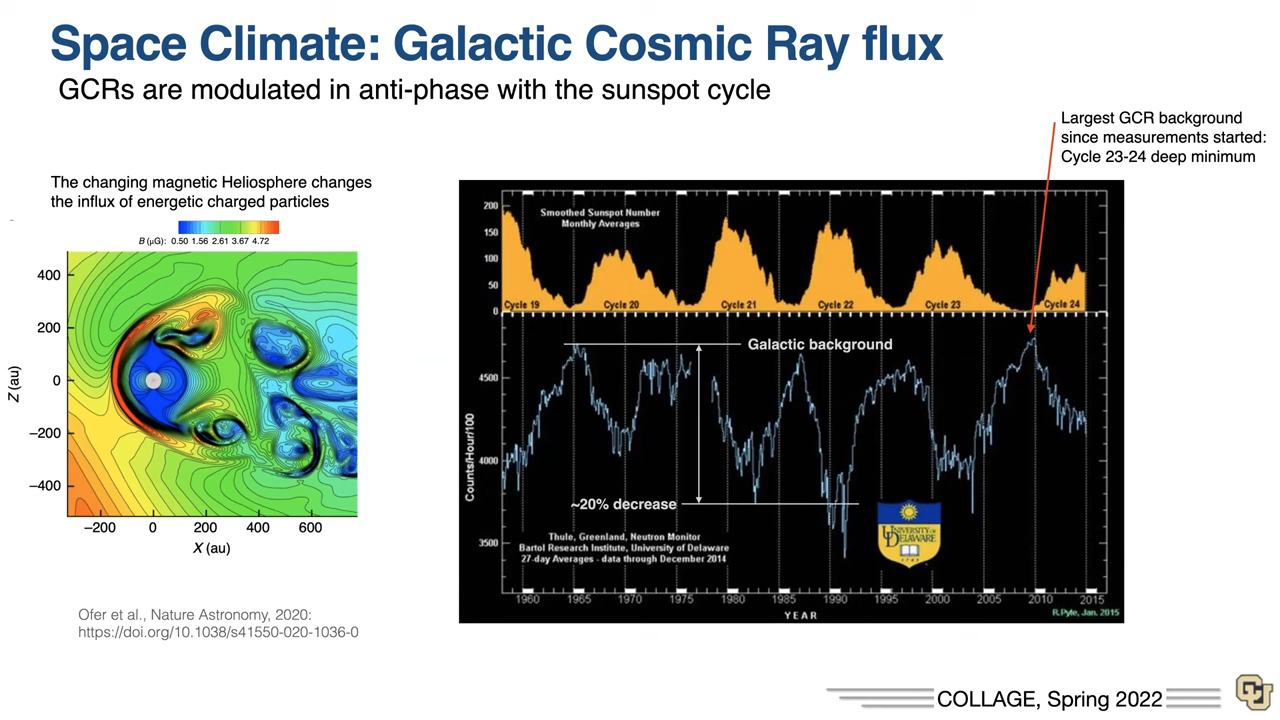 Space Climate: Galactic Cosmic Ray flux
GCRs are modulated in anti-phase with the sunspot cycle
Largest GCR background
since measurements started:
Cycle 23-24 deep minimum
The changing magnetic Heliosphere changes
the influx of energetic charged particles
B (μG): 0.50 1.56 2.61 3.67 4.72
400
200
0
−200
−400
Z (au)
−200 0 200 400 600
X (au)
Ofer et al., Nature Astronomy, 2020:
https://doi.org/10.1038/s41550-020-1036-0
200
150
100
50
0
Smoothed Sunspot Number
Monthly Averages
Cycle 19 Cycle 20 Cycle 21 Cycle 22 Cycle 23 Cycle 24
Galactic background
4500
4000
3500
Counts/Hour/100
~20% decrease
UNIVERSITY OF
DELAWARE
Thule, Greenland, Neutron Monitor
Bartol Research Institute, University of Delaware
27-day Averages - data through December 2014
1960 1965 1970 1975 1980 1985 1990 1995 2000 2005 2010 2015
YEAR
R.Pyle, Jan. 2015
COLLAGE, Spring 2022
CU